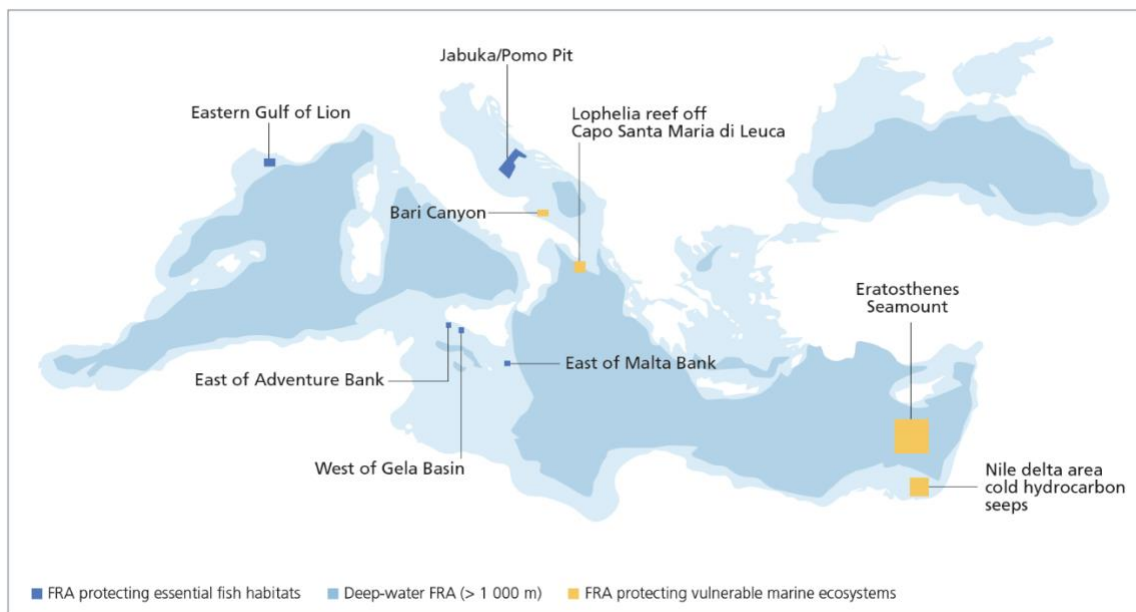 Jabuka/Pomo Pit
Eastern Gulf of Lion
Lophelia reef off
Capo Santa Maria di Leuca
Bari Canyon
Eratosthenes
Seamount
East of Malta Bank
East of Adventure Bank
West of Gela Basin
Nile delta area
cold hydrocarbon
seeps
FRA protecting essential fish habitats
Deep-water FRA (> 1 000 m)
FRA protecting vulnerable marine ecosystems